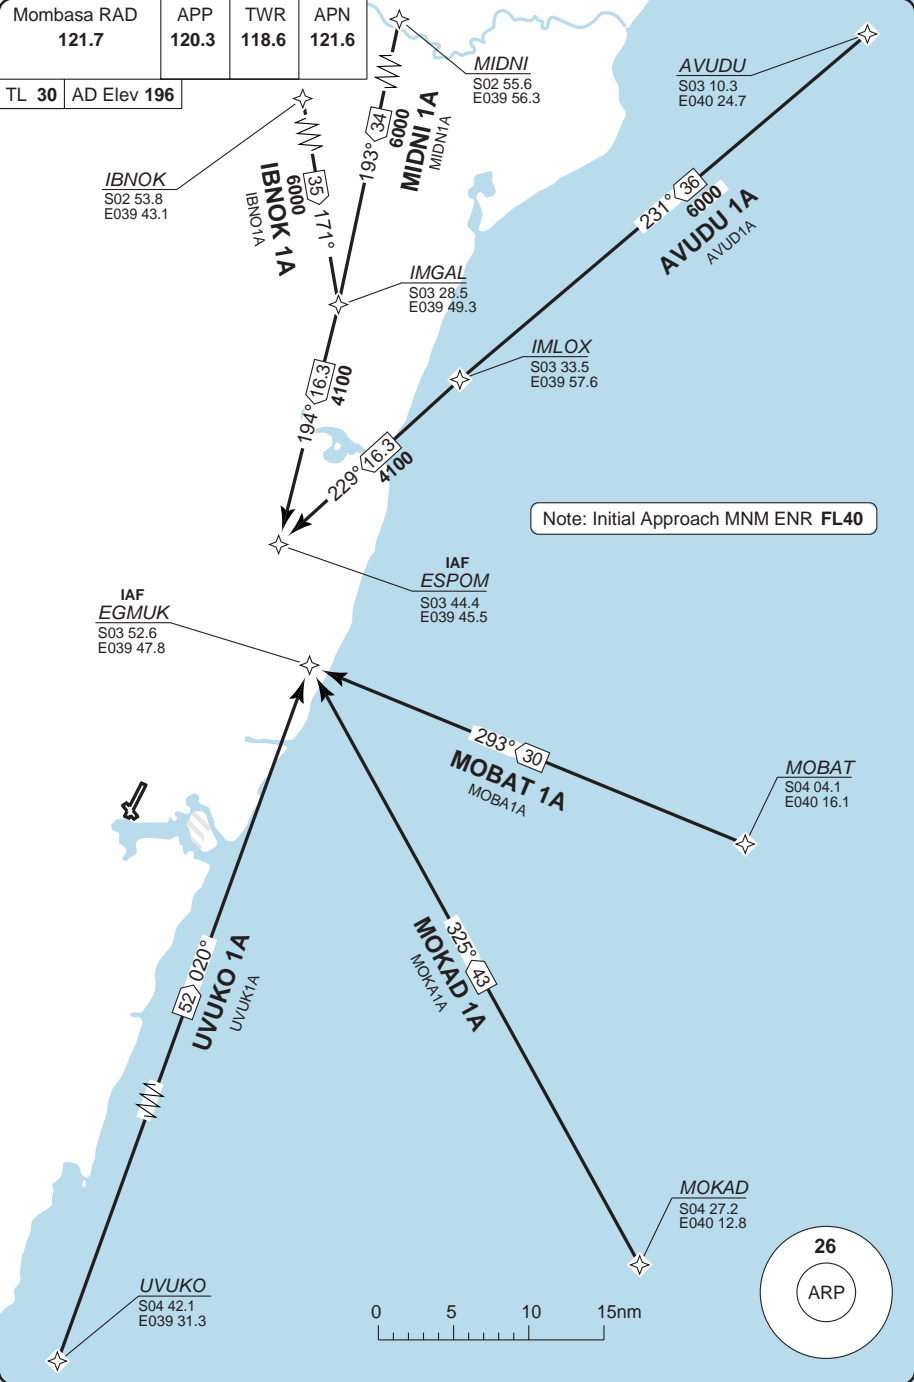 Mombasa RAD APP TWR APN
121.7 120.3 118.6 121.6
TL 30 AD Elev 196
MIDNI
S02 55.6
E039 56.3
AVUDU
S03 10.3
E040 24.7
IBNOK
S02 53.8
E039 43.1
34
6000
193°
MIDNI 1A
MIDN1A
35
171°
6000
IBNOK 1A
IBNO1A
36
231°
6000
AVUDU 1A
AVUD1A
IMGAL
S03 28.5
E039 49.3
IMLOX
S03 33.5
E039 57.6
16.3
194°
4100
16.3
229°
4100
Note: Initial Approach MNM ENR FL40
IAF
ESPOM
S03 44.4
E039 45.5
IAF
EGMUK
S03 52.6
E039 47.8
293° 30
MOBAT 1A
MOBA1A
MOBAT
S04 04.1
E040 16.1
325° 43
MOKAD 1A
MOKA1A
52 020°
UVUKO 1A
UVUK1A
MOKAD
S04 27.2
E040 12.8
UVUKO
S04 42.1
E039 31.3
0 5 10 15nm
26
ARP